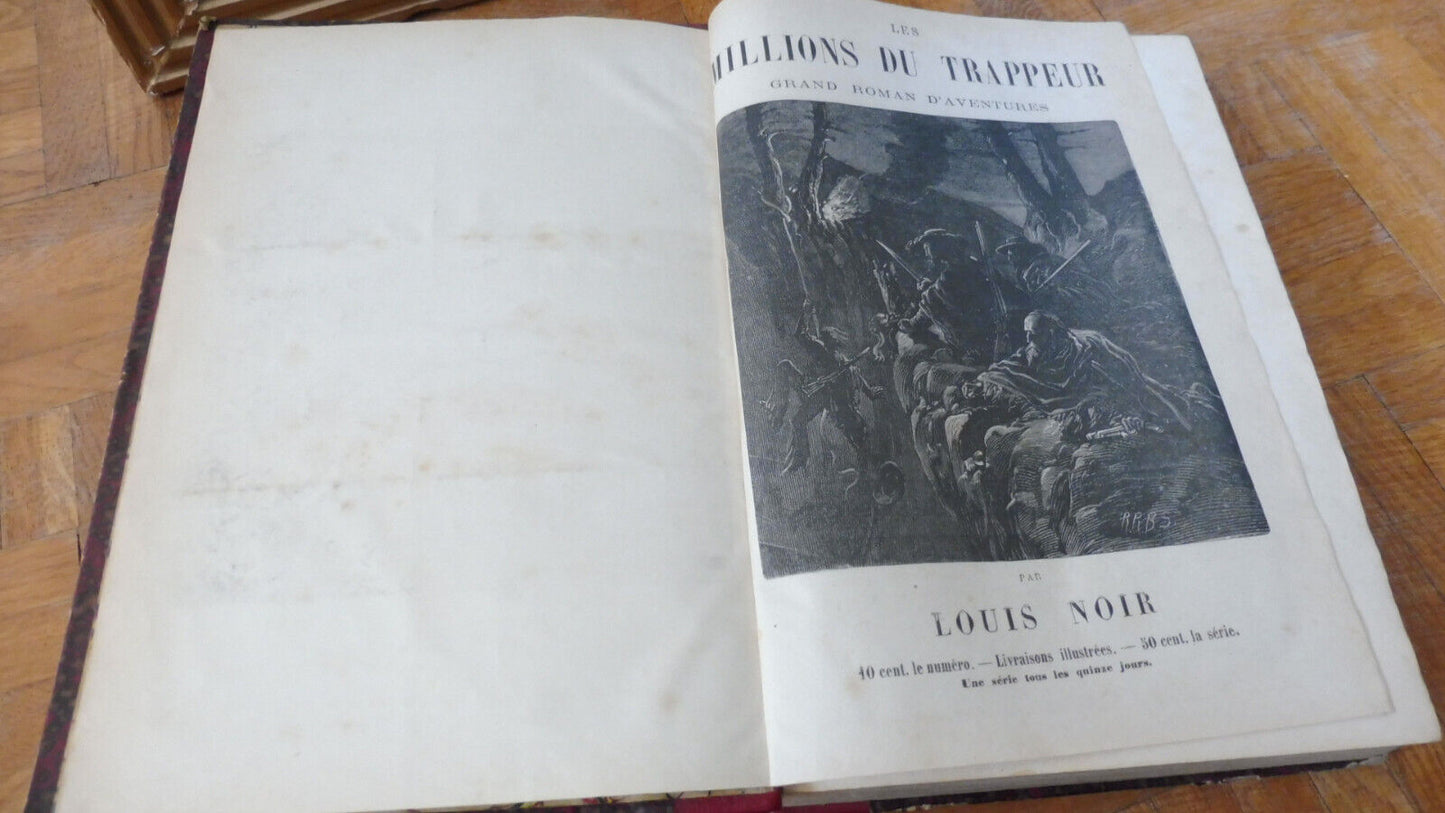 LES
MILLIONS DU TRAPPEUR
GRAND ROMAN D'AVENTURES
PAR
LOUIS NOIR
10 cent. le numéro. — Livraisons illustrées. — 50 cent. la série.
Une série tous les quinze jours.